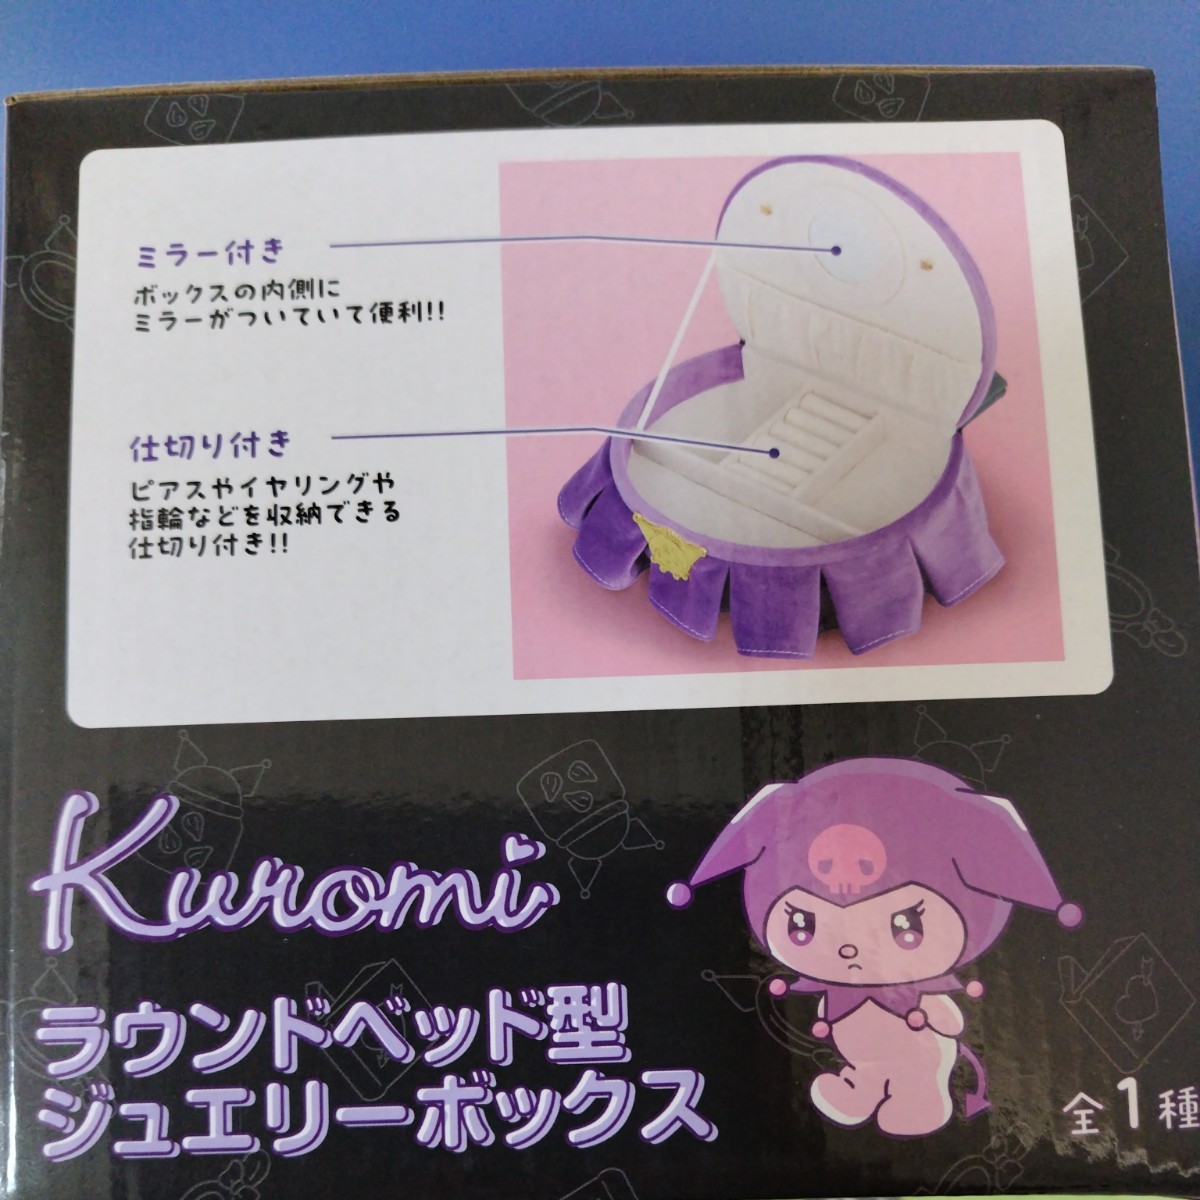 ミラー付き
ボックスの内側に
ミラーがついていて便利!!
仕切り付き
ピアスやイヤリングや
指輪などを収納できる
仕切り付き!!
Kuromi
ラウンドベッド型
ジュエリーボックス
全1種